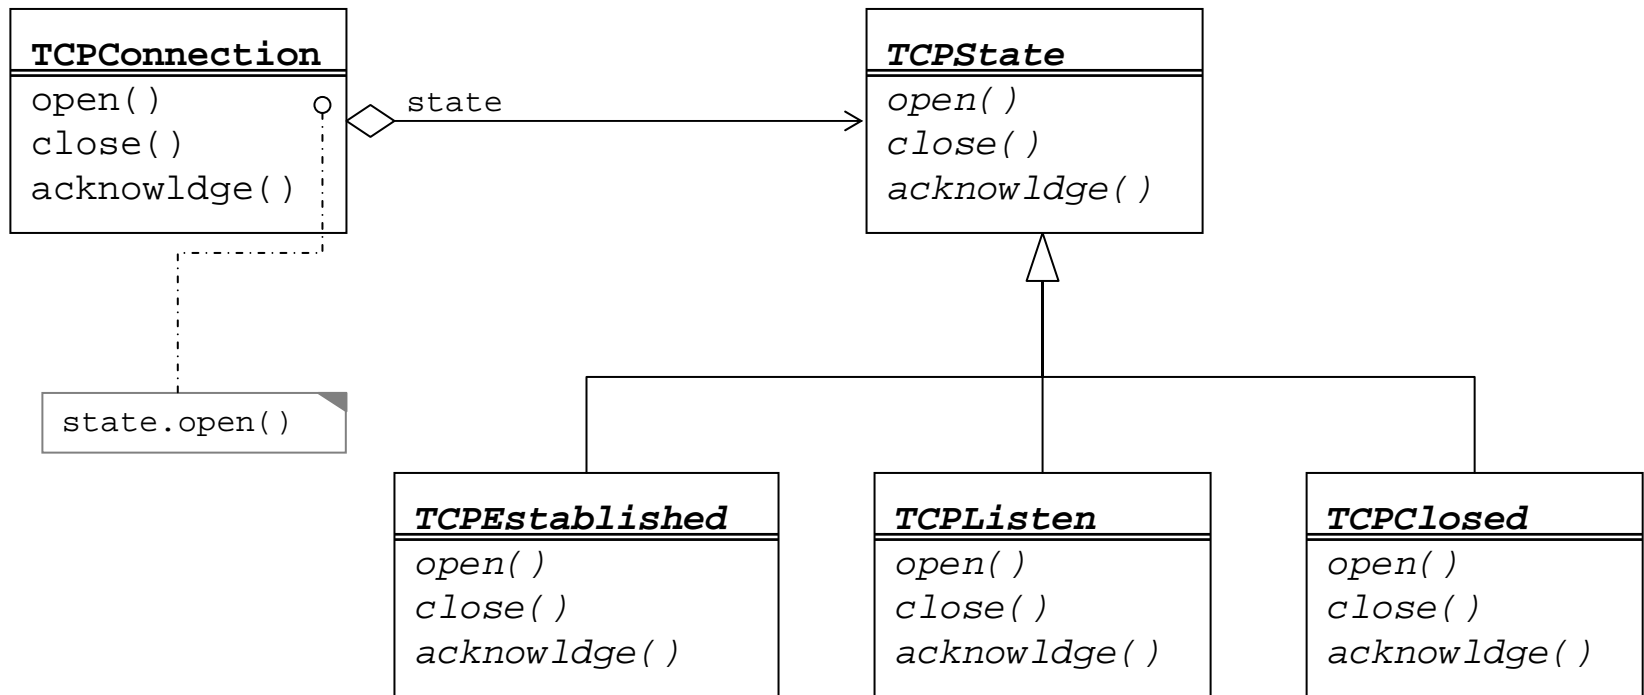 TCPConnection
open()
close()
acknowldge()
state
TCPState
open()
close()
acknowldge()
state.open()
TCPEstablished
open()
close()
acknowldge()
TCPListen
open()
close()
acknowldge()
TCPClosed
open()
close()
acknowldge()